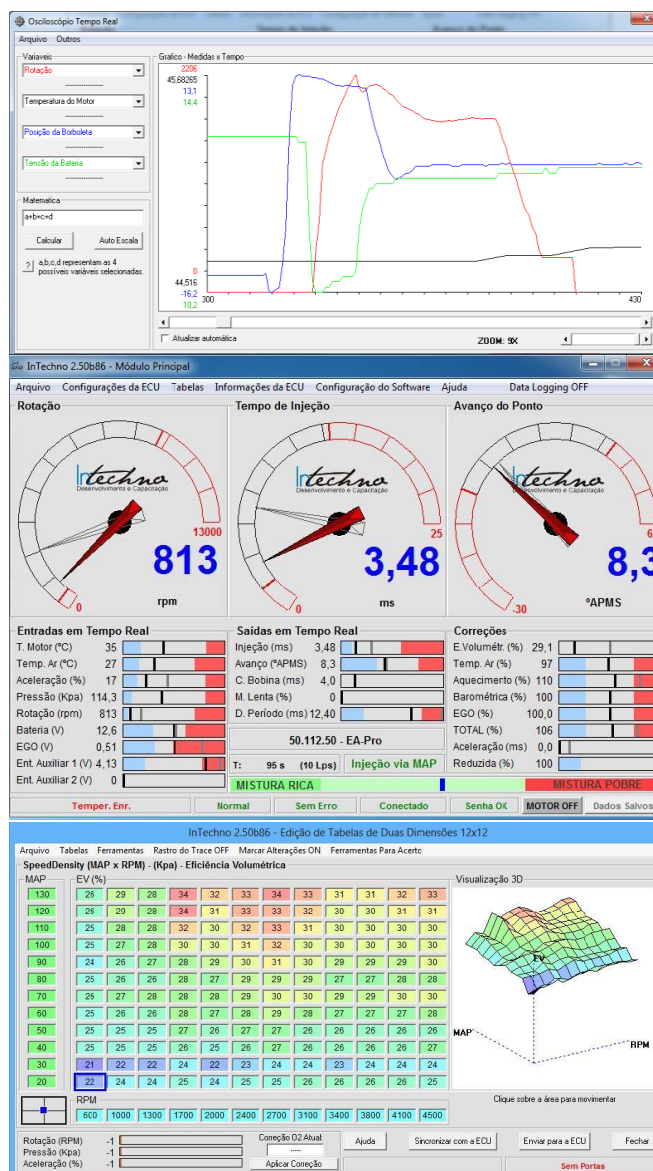 Osciloscópio Tempo Real
Arquivo Outros
Variaveis
Rotação
----------------
Temperatura do Motor
----------------
Posição da Borboleta
----------------
Tensão da Bateria
----------------
Matematica
a+b+c+d
Calcular Auto Escala
? a,b,c,d representam as 4
possíveis variáveis selecionadas.
Grafico - Medidas x Tempo
2206
45,68265
13,1
14,4
0
44,516
-16,2
10,2
300 430
Atualizar automática
ZOOM: 9X
InTechno 2.50b86 - Módulo Principal
Arquivo Configurações da ECU Tabelas Informações da ECU Configuração do Software Ajuda Data Logging OFF
Rotação
Intechno
Desenvolvimento e Capacitação
0 13000
813
rpm
Tempo de Injeção
Intechno
Desenvolvimento e Capacitação
0 25
3,48
ms
Avanço do Ponto
Intechno
Desenvolvimento e Capacitação
-30 6
8,3
ºAPMS
Entradas em Tempo Real
T. Motor (ºC) 35
Temp. Ar (ºC) 27
Aceleração (%) 17
Pressão (Kpa) 114,3
Rotação (rpm) 813
Bateria (V) 12,6
EGO (V) 0,51
Ent. Auxiliar 1 (V) 4,13
Ent. Auxiliar 2 (V) 0
Saídas em Tempo Real
Injeção (ms) 3,48
Avanço (ºAPMS) 8,3
C. Bobina (ms) 4,0
M. Lenta (%) 0
D. Período (ms) 12,40
50.112.50 - EA-Pro
T: 95 s (10 Lps) Injeção via MAP
Correções
E.Volumétr. (%) 29,1
Temp. Ar (%) 97
Aquecimento (%) 110
Barométrica (%) 100
EGO (%) 100,0
TOTAL (%) 106
Aceleração (ms) 0,0
Reduzida (%) 100
MISTURA RICA MISTURA POBRE
Temper. Enr. Normal Sem Erro Conectado Senha OK MOTOR OFF Dados Salvos
InTechno 2.50b86 - Edição de Tabelas de Duas Dimensões 12x12
Arquivo Tabelas Ferramentas Rastro do Trace OFF Marcar Alterações ON Ferramentas Para Acerto
SpeedDensity (MAP x RPM) - (Kpa) - Eficiência Volumétrica
MAP EV (%)
130 26 29 28 34 32 33 34 33 31 31 32 33
120 26 29 28 34 31 33 33 32 30 30 31 31
110 25 28 28 32 30 32 33 31 30 30 30 30
100 25 27 28 30 30 31 32 30 30 30 30 30
90 24 26 27 28 29 30 31 30 29 29 29 30
80 25 26 26 28 27 29 29 29 27 27 28 28
70 26 27 28 28 28 29 30 30 29 29 30 30
60 25 26 28 28 27 28 29 28 26 26 28 28
50 25 25 25 27 26 27 27 26 26 26 26 26
40 25 25 25 26 25 26 27 26 26 26 26 27
30 21 22 22 24 22 23 24 24 23 24 24 24
20 22 24 24 25 24 25 25 26 26 26 26 25
RPM
600 1000 1300 1700 2000 2400 2700 3100 3400 3800 4100 4500
Visualização 3D
EV
MAP
RPM
Clique sobre a área para movimentar
Rotação (RPM) -1
Pressão (Kpa) -1
Aceleração (%) -1
Correção O2 Atual:
-----
Aplicar Correção
Ajuda Sincronizar com a ECU Enviar para a ECU Fechar
Sem Portas